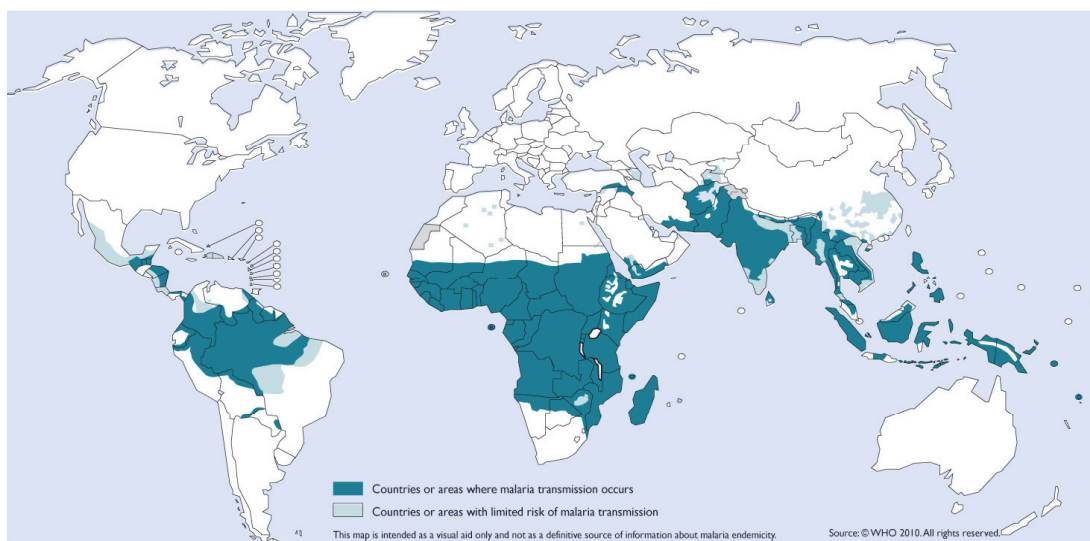 Countries or areas where malaria transmission occurs
Countries or areas with limited risk of malaria transmission
This map is intended as a visual aid only and not as a definitive source of information about malaria endemicity.
Source: © WHO 2010. All rights reserved.